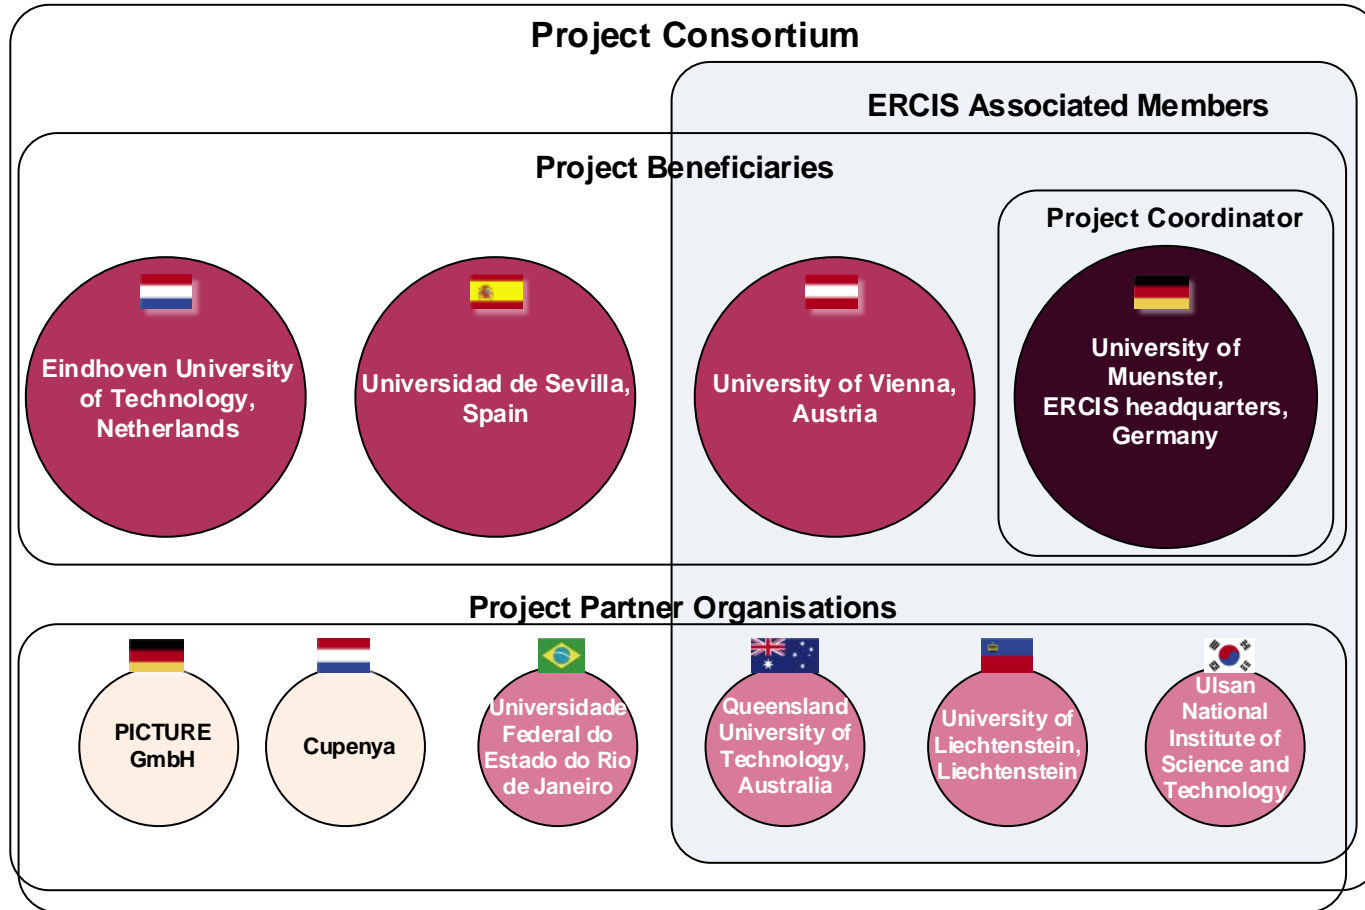 Project Consortium
ERCIS Associated Members
Project Beneficiaries
Project Coordinator
Eindhoven University
of Technology,
Netherlands
Universidad de Sevilla,
Spain
University of Vienna,
Austria
University of
Muenster,
ERCIS headquarters,
Germany
Project Partner Organisations
PICTURE
GmbH
Cupenya
Universidade
Federal do
Estado do Rio
de Janeiro
Queensland
University of
Technology,
Australia
University of
Liechtenstein,
Liechtenstein
Ulsan
National
Institute of
Science and
Technology